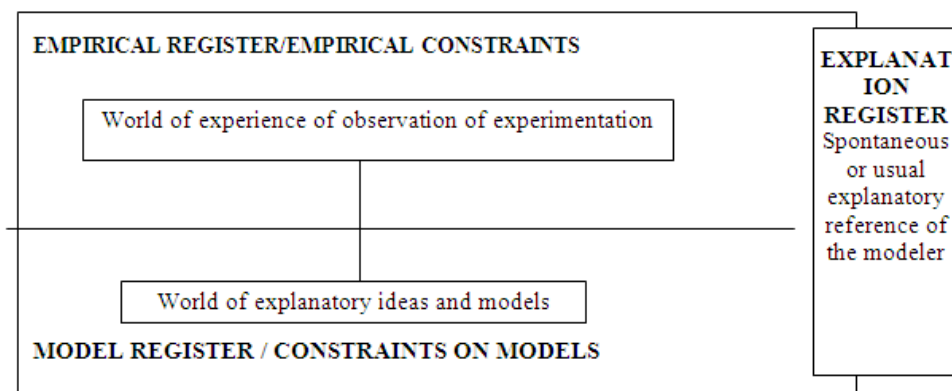 EMPIRICAL REGISTER/EMPIRICAL CONSTRAINTS
World of experience of observation of experimentation
World of explanatory ideas and models
MODEL REGISTER / CONSTRAINTS ON MODELS
EXPLANAT
ION
REGISTER
Spontaneous
or usual
explanatory
reference of
the modeler